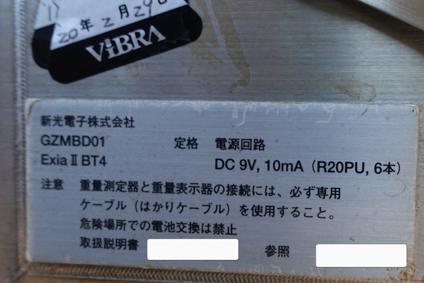 20年2月29日
ViBRA
新光電子株式会社
GZMBD01 定格 電源回路
Exia Ⅱ BT4 DC 9V, 10mA (R20PU, 6本)
注意 重量測定器と重量表示器の接続には、必ず専用
ケーブル(はかりケーブル)を使用すること。
危険場所での電池交換は禁止
取扱説明書 参照